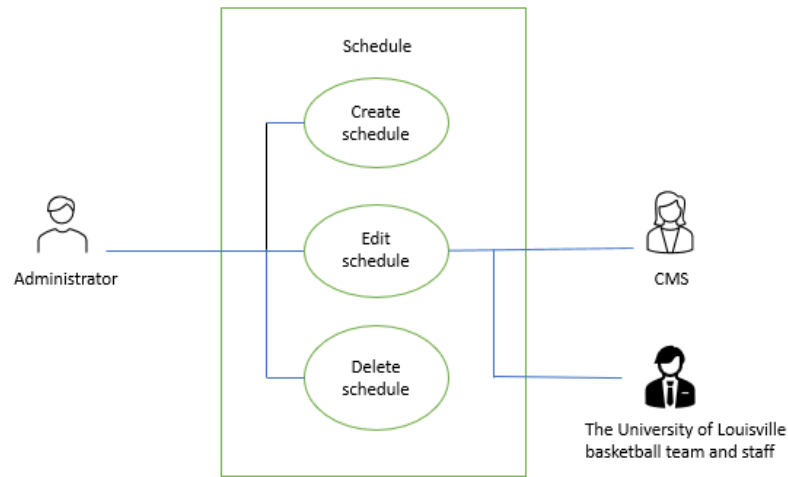 Schedule
Create
schedule
Edit
schedule
Delete
schedule
Administrator
CMS
The University of Louisville
basketball team and staff